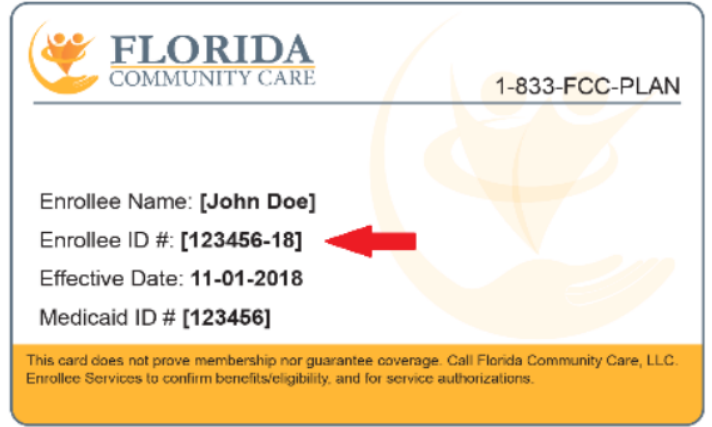 FLORIDA
COMMUNITY CARE
1-833-FCC-PLAN
Enrollee Name: [John Doe]
Enrollee ID #: [123456-18]
Effective Date: 11-01-2018
Medicaid ID # [123456]
This card does not prove membership nor guarantee coverage. Call Florida Community Care, LLC.
Enrollee Services to confirm benefits/eligibility, and for service authorizations.